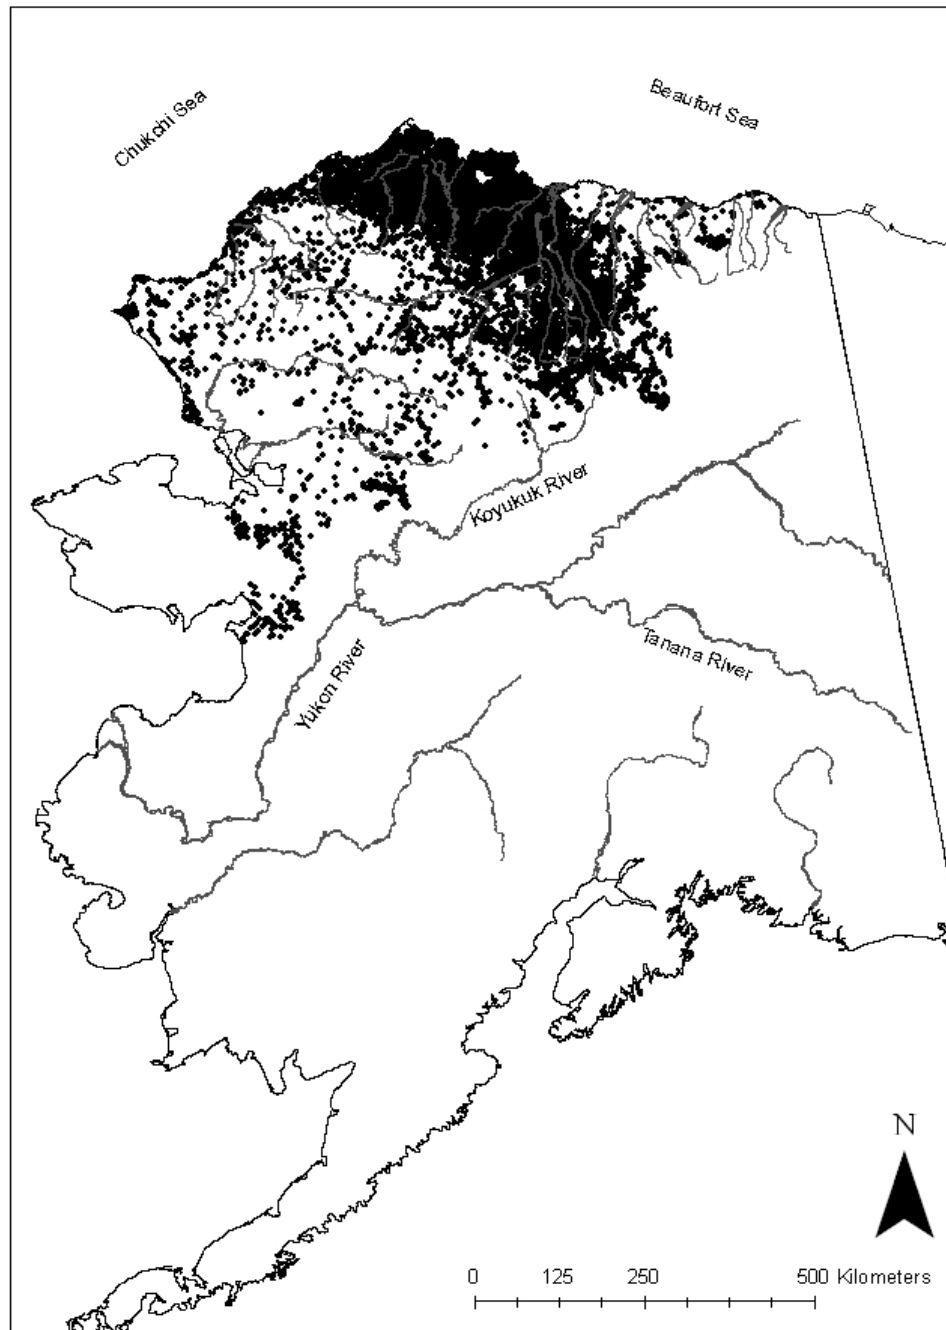 Beaufort Sea
Chukchi Sea
Koyukuk River
Tanana River
Yukon River
N
0 125 250 500 Kilometers